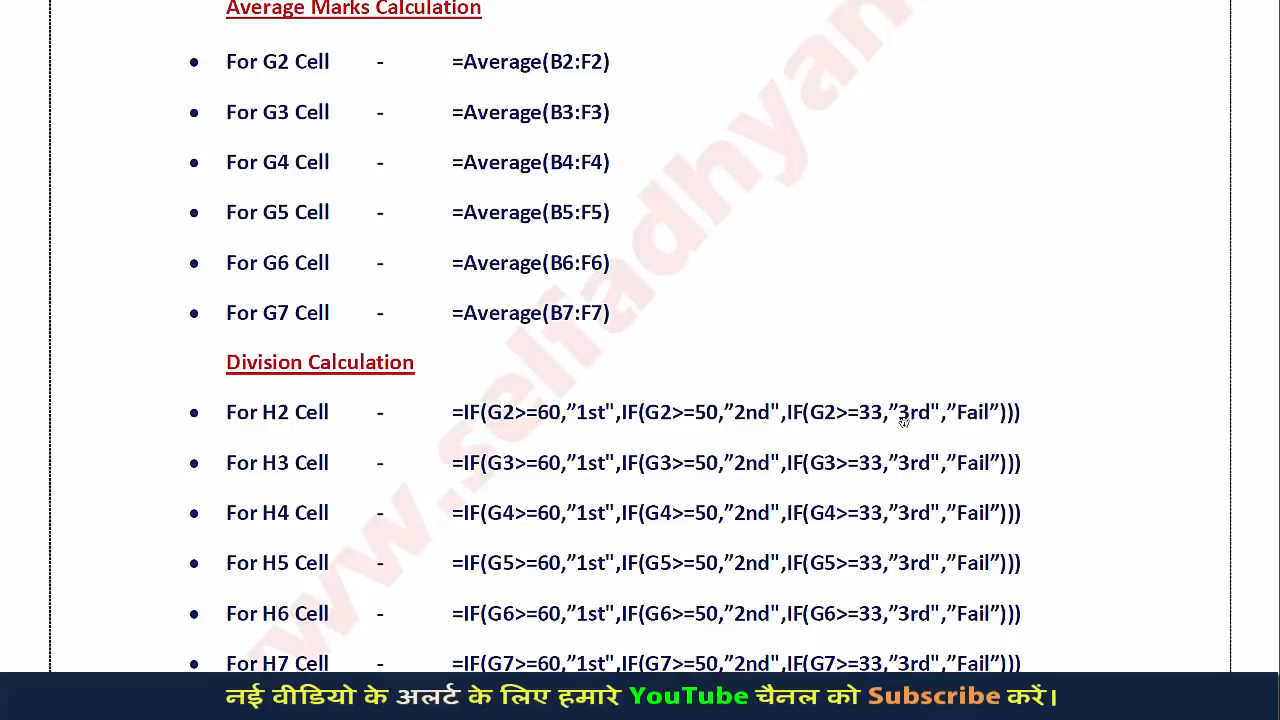 Average Marks Calculation
• For G2 Cell - =Average(B2:F2)
• For G3 Cell - =Average(B3:F3)
• For G4 Cell - =Average(B4:F4)
• For G5 Cell - =Average(B5:F5)
• For G6 Cell - =Average(B6:F6)
• For G7 Cell - =Average(B7:F7)
Division Calculation
• For H2 Cell - =IF(G2>=60,”1st",IF(G2>=50,”2nd",IF(G2>=33,”3rd",”Fail”)))
• For H3 Cell - =IF(G3>=60,”1st",IF(G3>=50,”2nd",IF(G3>=33,”3rd",”Fail”)))
• For H4 Cell - =IF(G4>=60,”1st",IF(G4>=50,”2nd",IF(G4>=33,”3rd",”Fail”)))
• For H5 Cell - =IF(G5>=60,”1st",IF(G5>=50,”2nd",IF(G5>=33,”3rd",”Fail”)))
• For H6 Cell - =IF(G6>=60,”1st",IF(G6>=50,”2nd",IF(G6>=33,”3rd",”Fail”)))
• For H7 Cell - =IF(G7>=60,”1st",IF(G7>=50,”2nd",IF(G7>=33,”3rd",”Fail”)))
www.selfadhyan
नई वीडियो के अलर्ट के लिए हमारे YouTube चैनल को Subscribe करें।